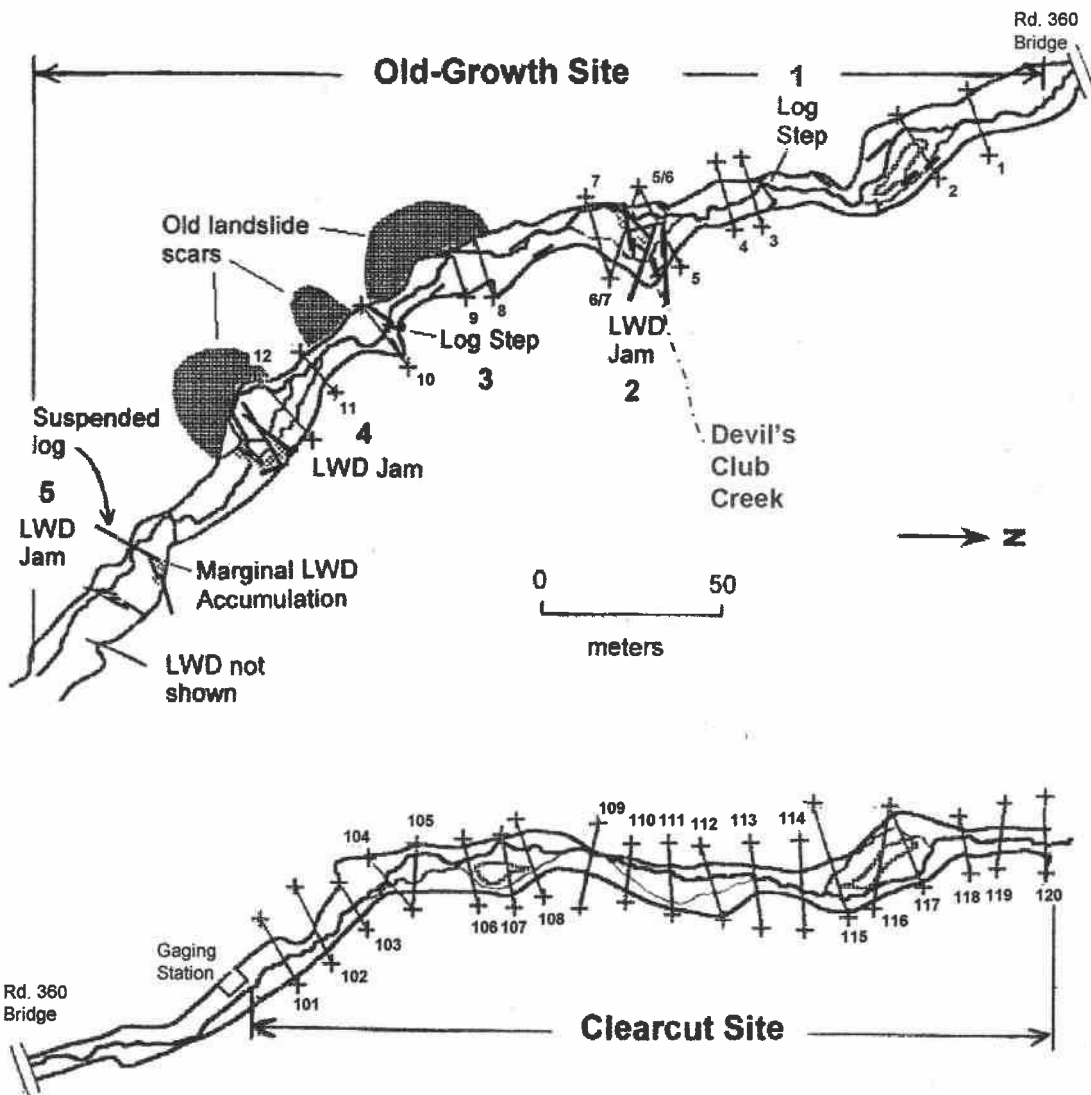 Rd. 360
Bridge
Old-Growth Site
1
Log
Step
Old landslide
scars
7
5/6
2
1
4
3
5
6/7
LWD
Jam
2
9
8
Log Step
3
10
12
11
4
LWD Jam
Devil's
Club
Creek
Suspended
log
5
LWD
Jam
Marginal LWD
Accumulation
LWD not
shown
N
0
50
meters
104
105
109
110
111
112
113
114
106
107
108
115
116
117
118
119
120
103
102
101
Gaging
Station
Rd. 360
Bridge
Clearcut Site